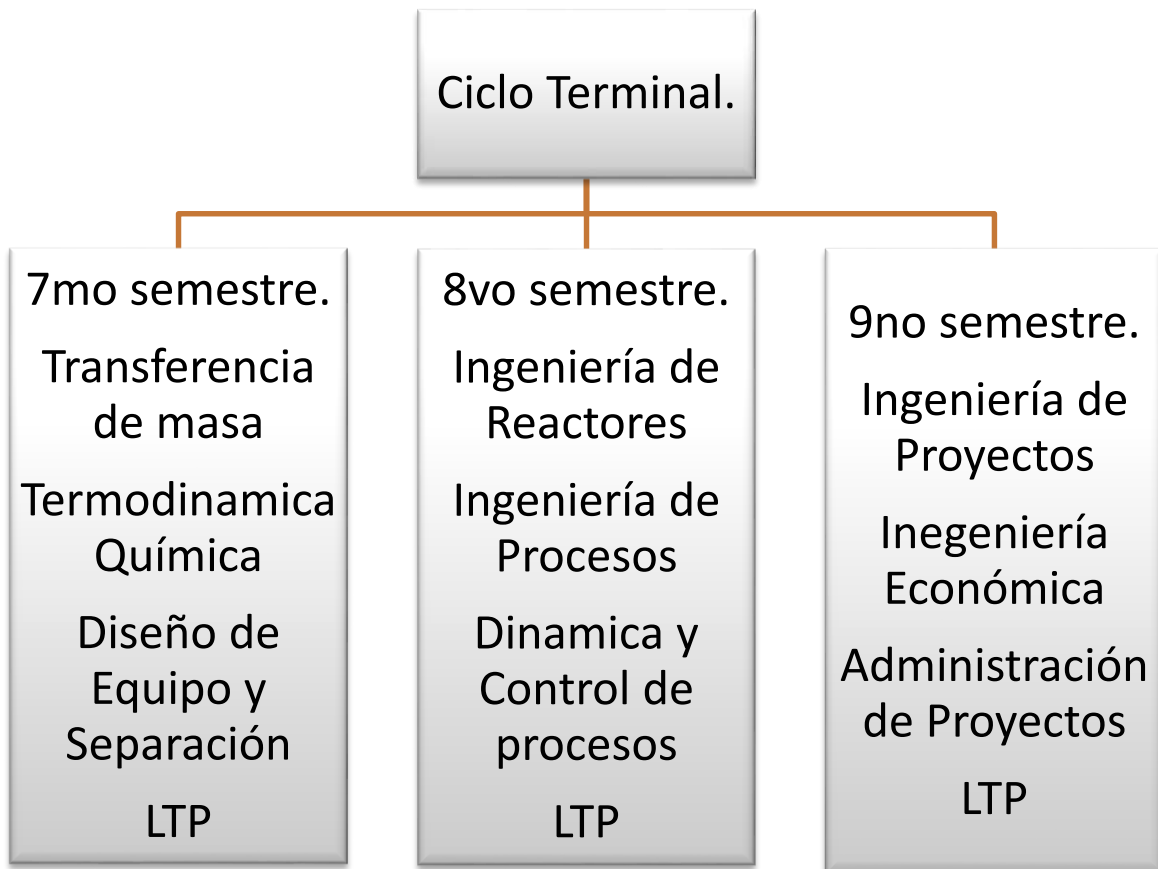 Ciclo Terminal.
7mo semestre.
Transferencia
de masa
Termodinamica
Química
Diseño de
Equipo y
Separación
LTP
8vo semestre.
Ingeniería de
Reactores
Ingeniería de
Procesos
Dinamica y
Control de
procesos
LTP
9no semestre.
Ingeniería de
Proyectos
Inegeniería
Económica
Administración
de Proyectos
LTP